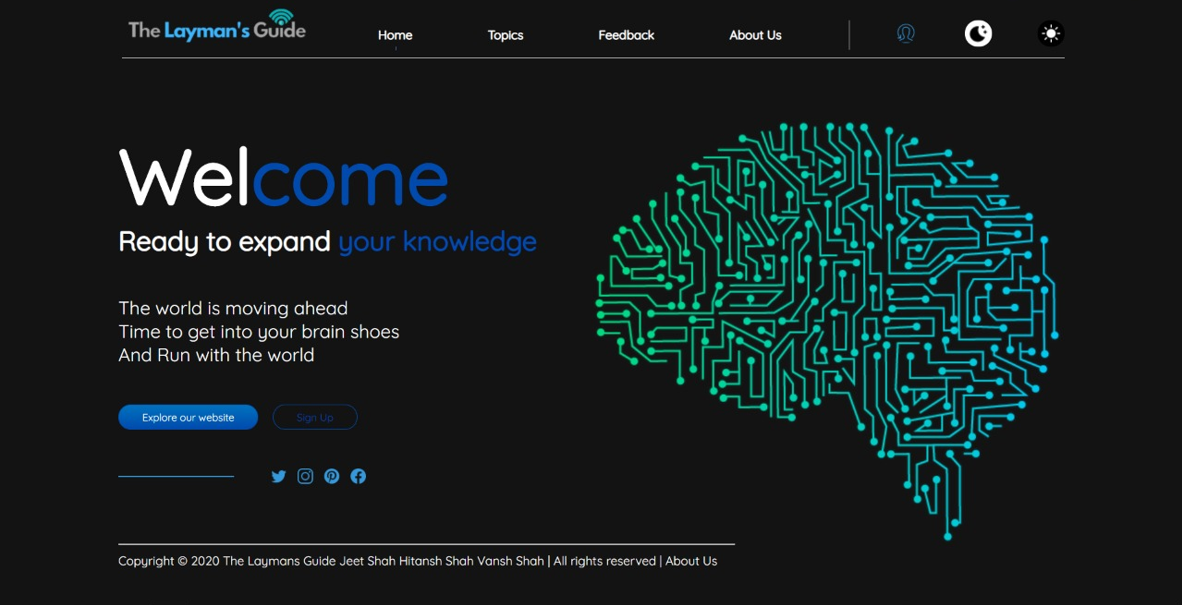 The Layman's Guide
Home Topics Feedback About Us
Welcome
Ready to expand your knowledge
The world is moving ahead
Time to get into your brain shoes
And Run with the world
Explore our website Sign Up
Copyright © 2020 The Laymans Guide Jeet Shah Hitansh Shah Vansh Shah | All rights reserved | About Us